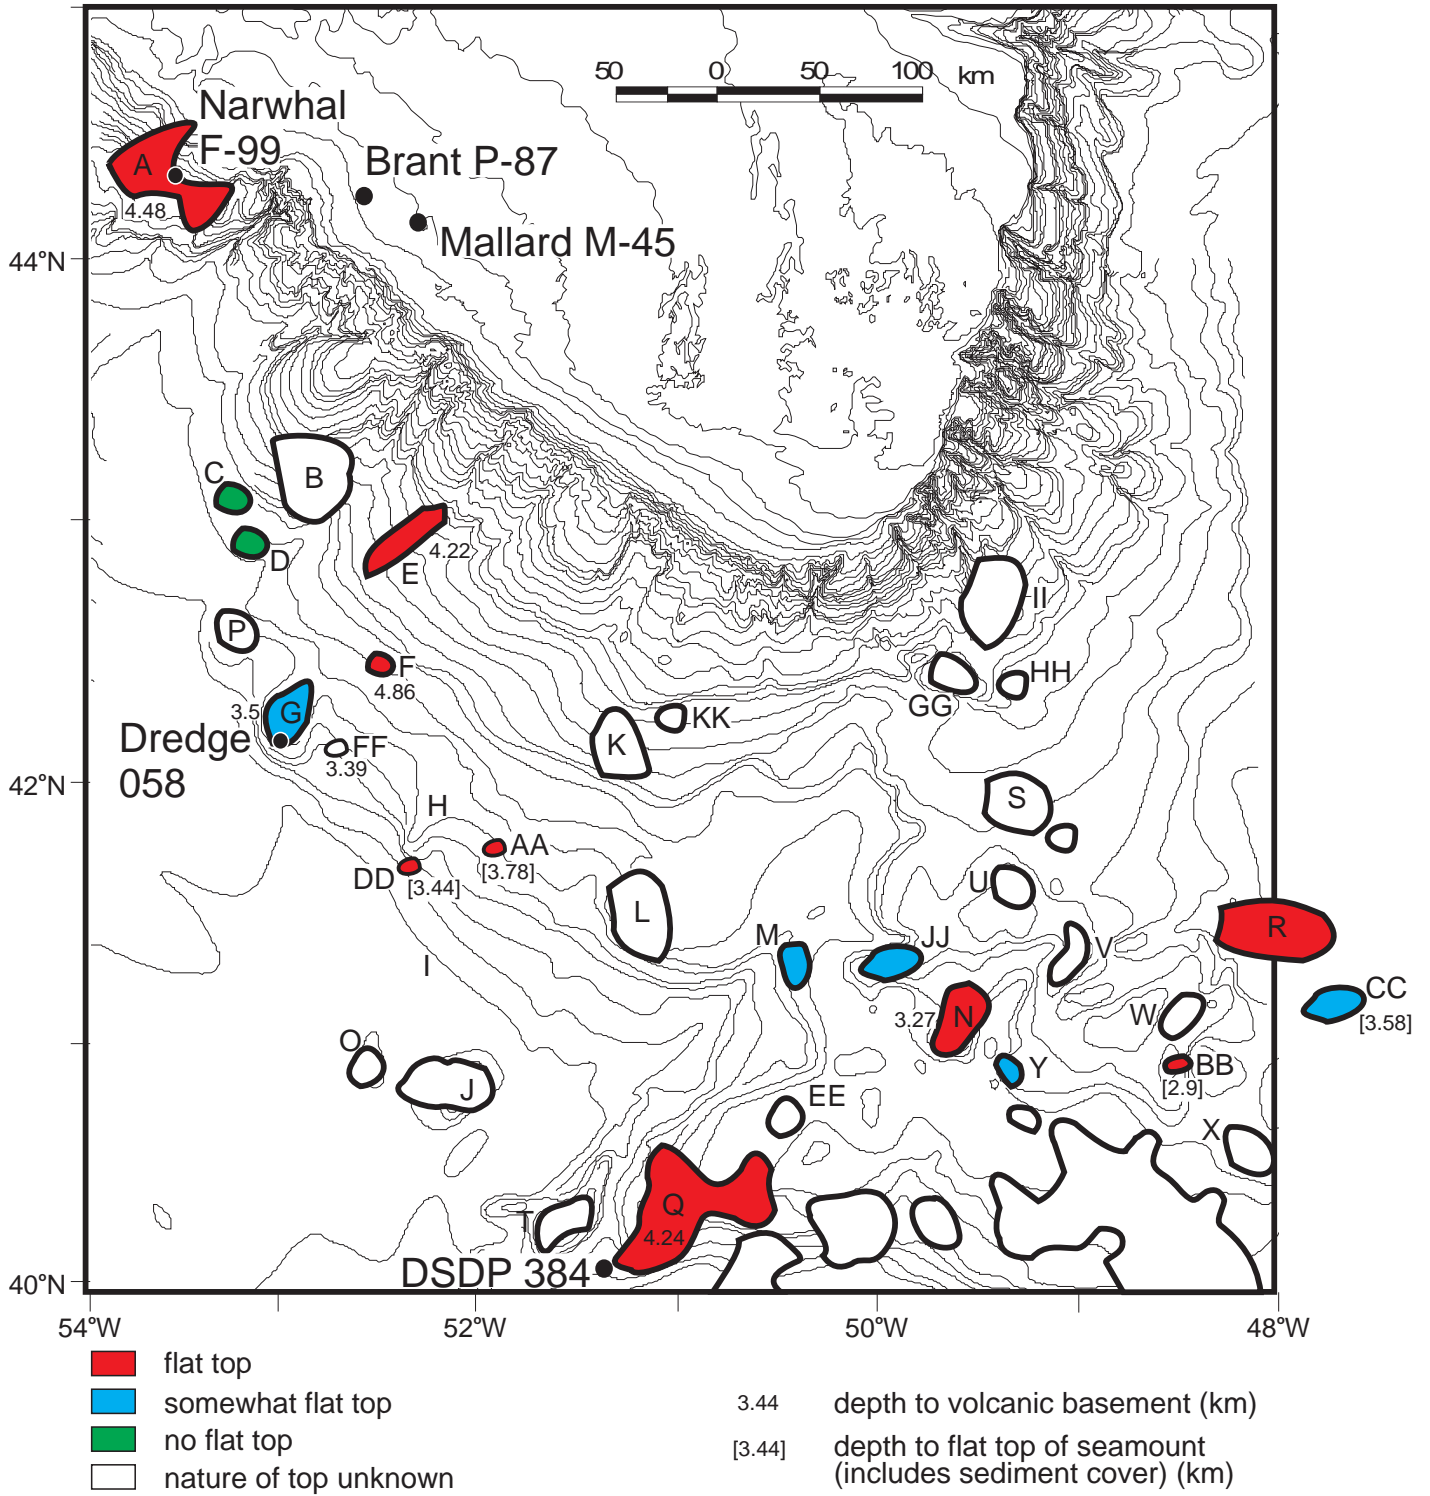 50 0 50 100 km
Narwhal
F-99
A
4.48
Brant P-87
Mallard M-45
44°N
C
B
D
E
4.22
II
P
F
4.86
GG
HH
3.5
G
Dredge
058
FF
3.39
K
KK
42°N
H
S
AA
[3.78]
DD
[3.44]
U
L
R
I
M
JJ
V
3.27
N
W
CC
[3.58]
O
J
Y
BB
[2.9]
EE
X
T
Q
4.24
DSDP 384
40°N
54°W 52°W 50°W 48°W
flat top
somewhat flat top
no flat top
nature of top unknown
3.44 depth to volcanic basement (km)
[3.44] depth to flat top of seamount
(includes sediment cover) (km)